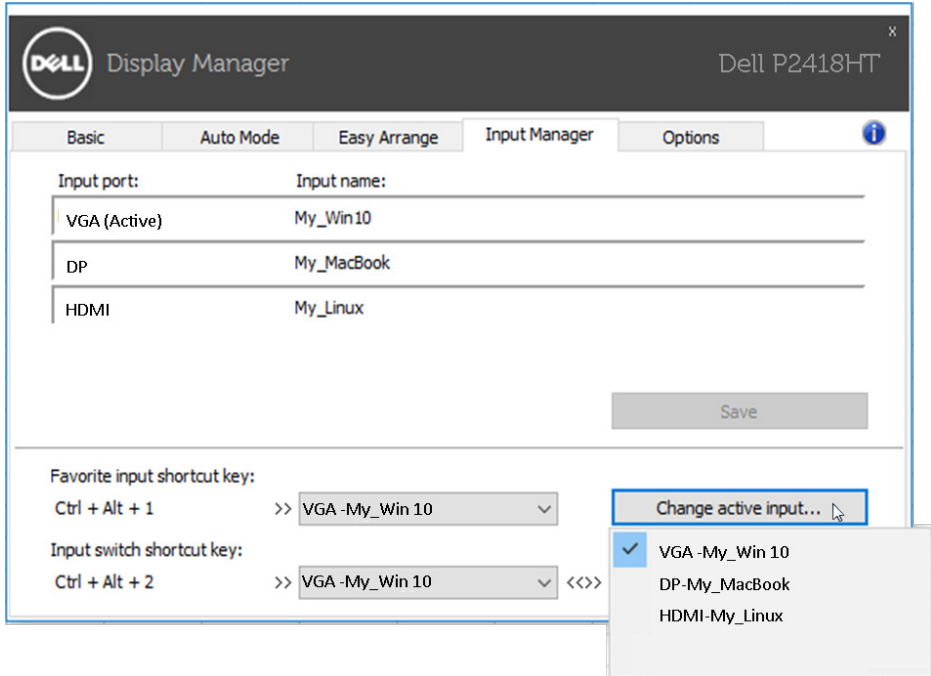 DELL Display Manager Dell P2418HT x
Basic Auto Mode Easy Arrange Input Manager Options i
Input port: Input name:
VGA (Active) My_Win10
DP My_MacBook
HDMI My_Linux
Save
Favorite input shortcut key:
Ctrl + Alt + 1 >> VGA -My_Win 10 Change active input...
Input switch shortcut key:
Ctrl + Alt + 2 >> VGA -My_Win 10 <<>>
VGA -My_Win 10
DP-My_MacBook
HDMI-My_Linux